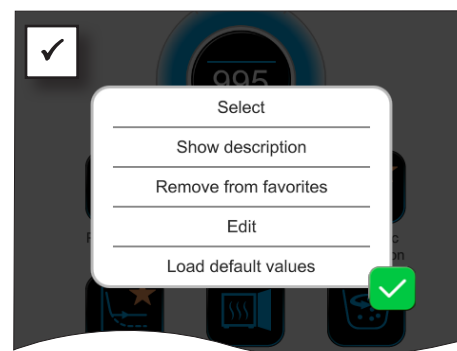 995
Select
Show description
Remove from favorites
Edit
Load default values